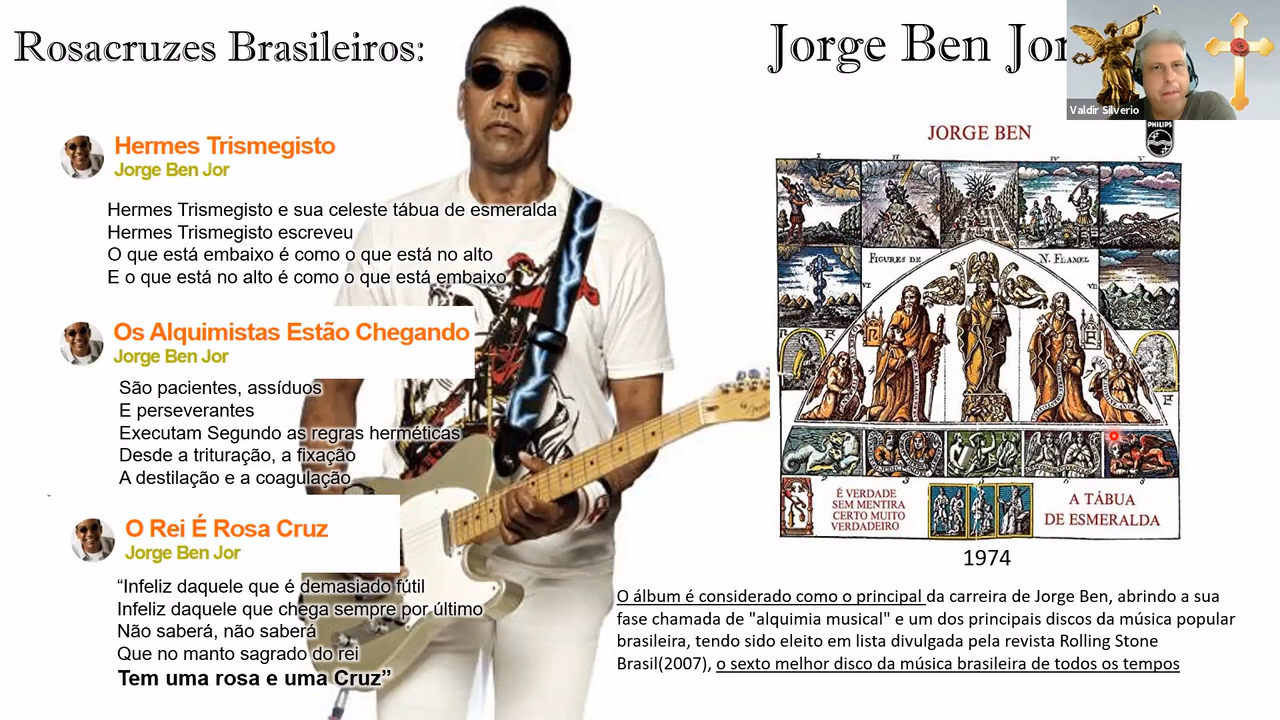 Rosacruzes Brasileiros:
Jorge Ben Jor
Valdir Silverio
Hermes Trismegisto
Jorge Ben Jor
Hermes Trismegisto e sua celeste tábua de esmeralda
Hermes Trismegisto escreveu
O que está embaixo é como o que está no alto
E o que está no alto é como o que está embaixo
Os Alquimistas Estão Chegando
Jorge Ben Jor
São pacientes, assíduos
E perseverantes
Executam Segundo as regras herméticas
Desde a trituração, a fixação
A destilação e a coagulação
O Rei É Rosa Cruz
Jorge Ben Jor
“Infeliz daquele que é demasiado fútil
Infeliz daquele que chega sempre por último
Não saberá, não saberá
Que no manto sagrado do rei
Tem uma rosa e uma Cruz”
JORGE BEN
PHILIPS
I II IV V
FIGURES DE N. FLAMEL
VI VII
É VERDADE
SEM MENTIRA
CERTO MUITO
VERDADEIRO
A TÁBUA
DE ESMERALDA
1974
O álbum é considerado como o principal da carreira de Jorge Ben, abrindo a sua
fase chamada de "alquimia musical" e um dos principais discos da música popular
brasileira, tendo sido eleito em lista divulgada pela revista Rolling Stone
Brasil(2007), o sexto melhor disco da música brasileira de todos os tempos